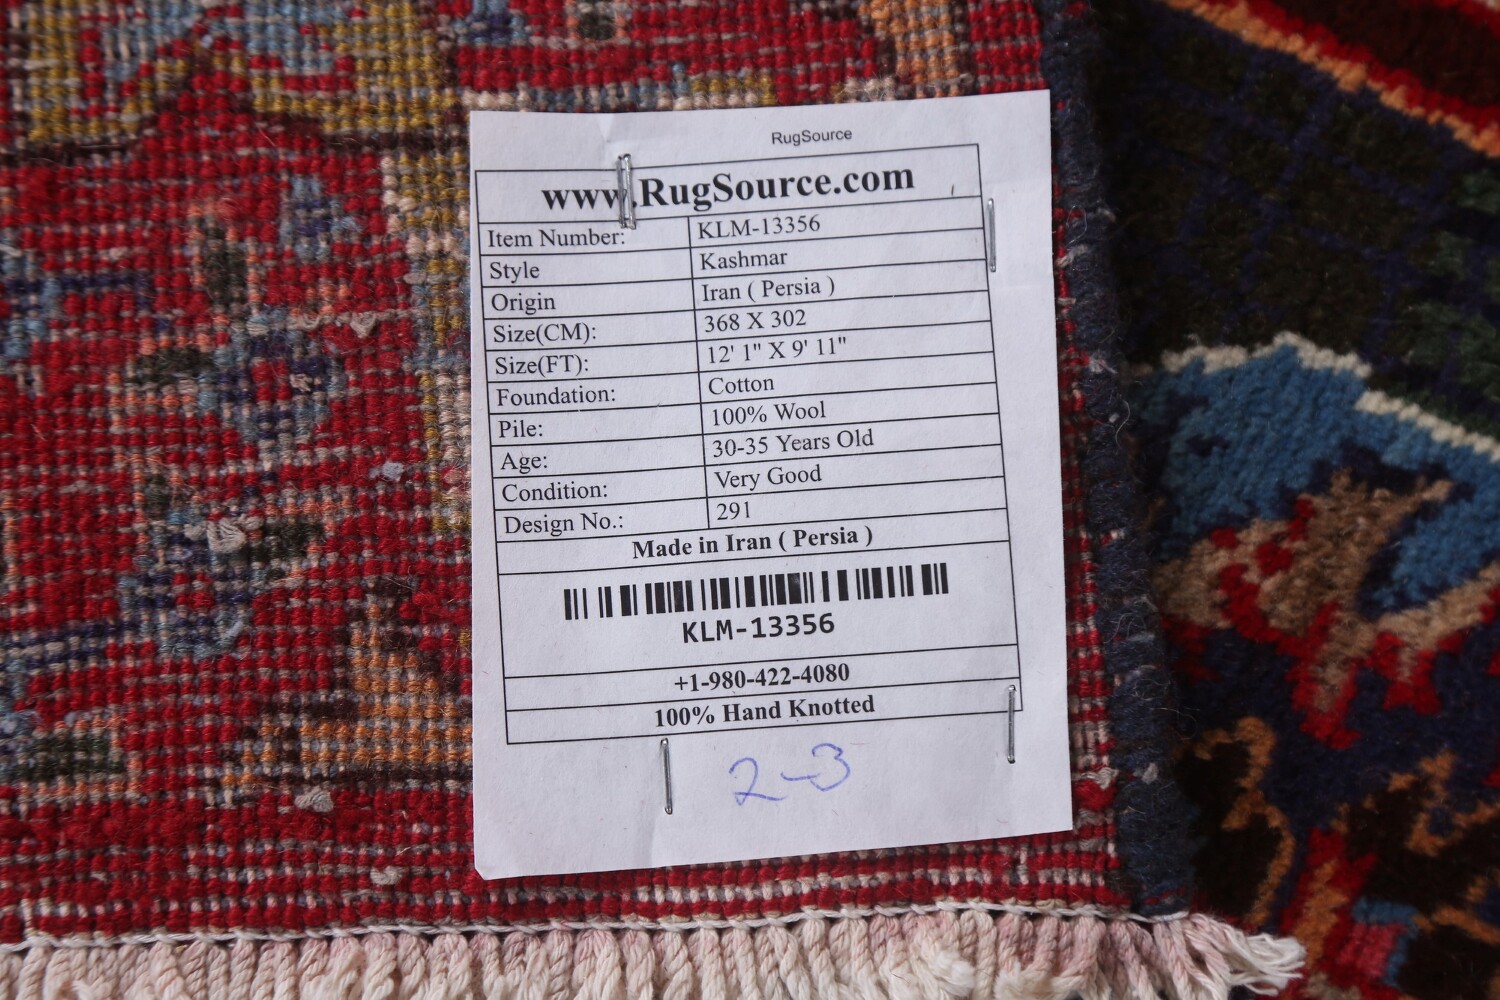 RugSource
www.RugSource.com
Item Number: KLM-13356
Style Kashmar
Origin Iran ( Persia )
Size(CM): 368 X 302
Size(FT): 12' 1" X 9' 11"
Foundation: Cotton
Pile: 100% Wool
Age: 30-35 Years Old
Condition: Very Good
Design No.: 291
Made in Iran ( Persia )
KLM-13356
+1-980-422-4080
100% Hand Knotted
2-3